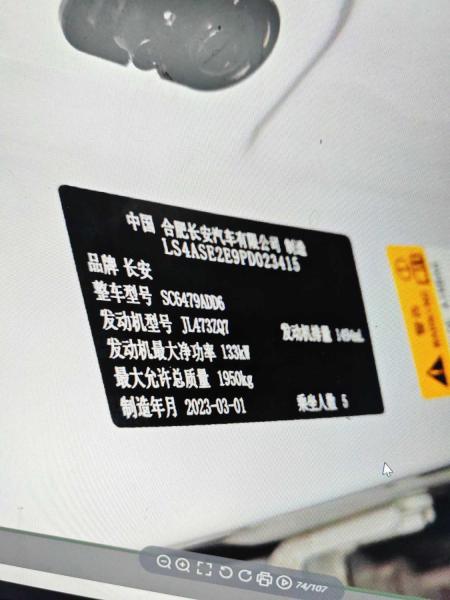 中国 合肥长安汽车有限公司 制造
LS4ASE2E9PD023415
品牌 长安
整车型号 SC6479ADD6
发动机型号 JL473ZQ7 发动机排量 1494mL
发动机最大净功率 133kW
最大允许总质量 1950kg
制造年月 2023-03-01 乘坐人数 5
74/107